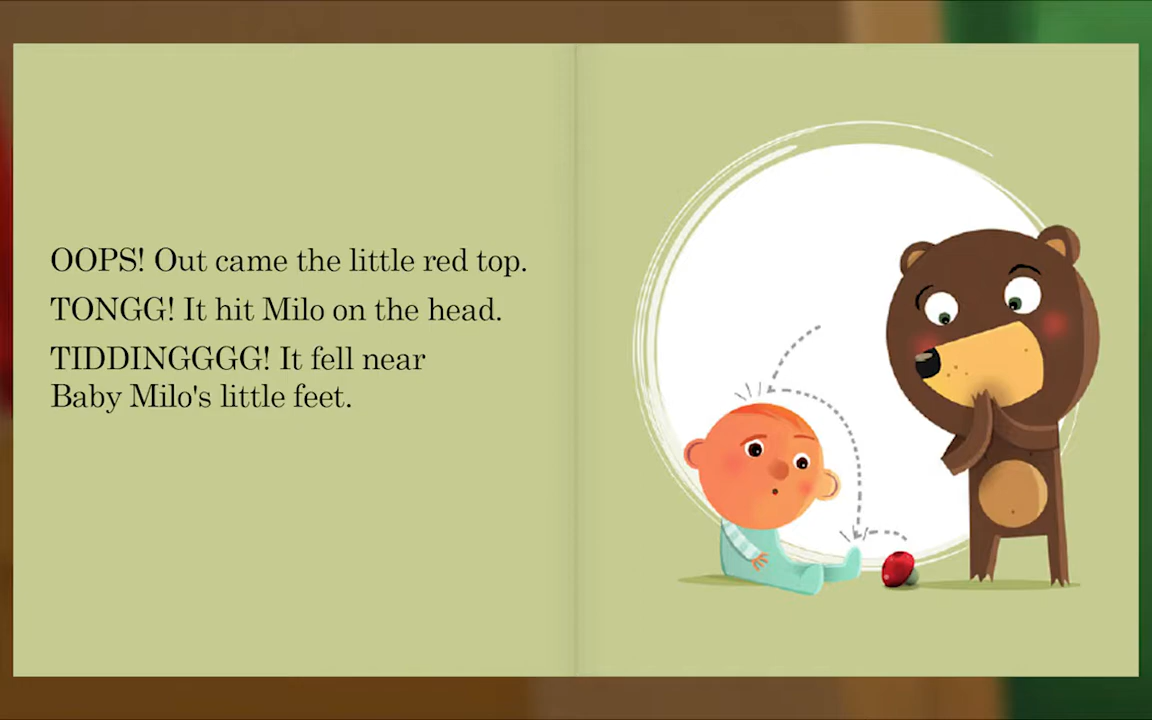 OOPS! Out came the little red top.
TONGG! It hit Milo on the head.
TIDDINGGGG! It fell near
Baby Milo's little feet.